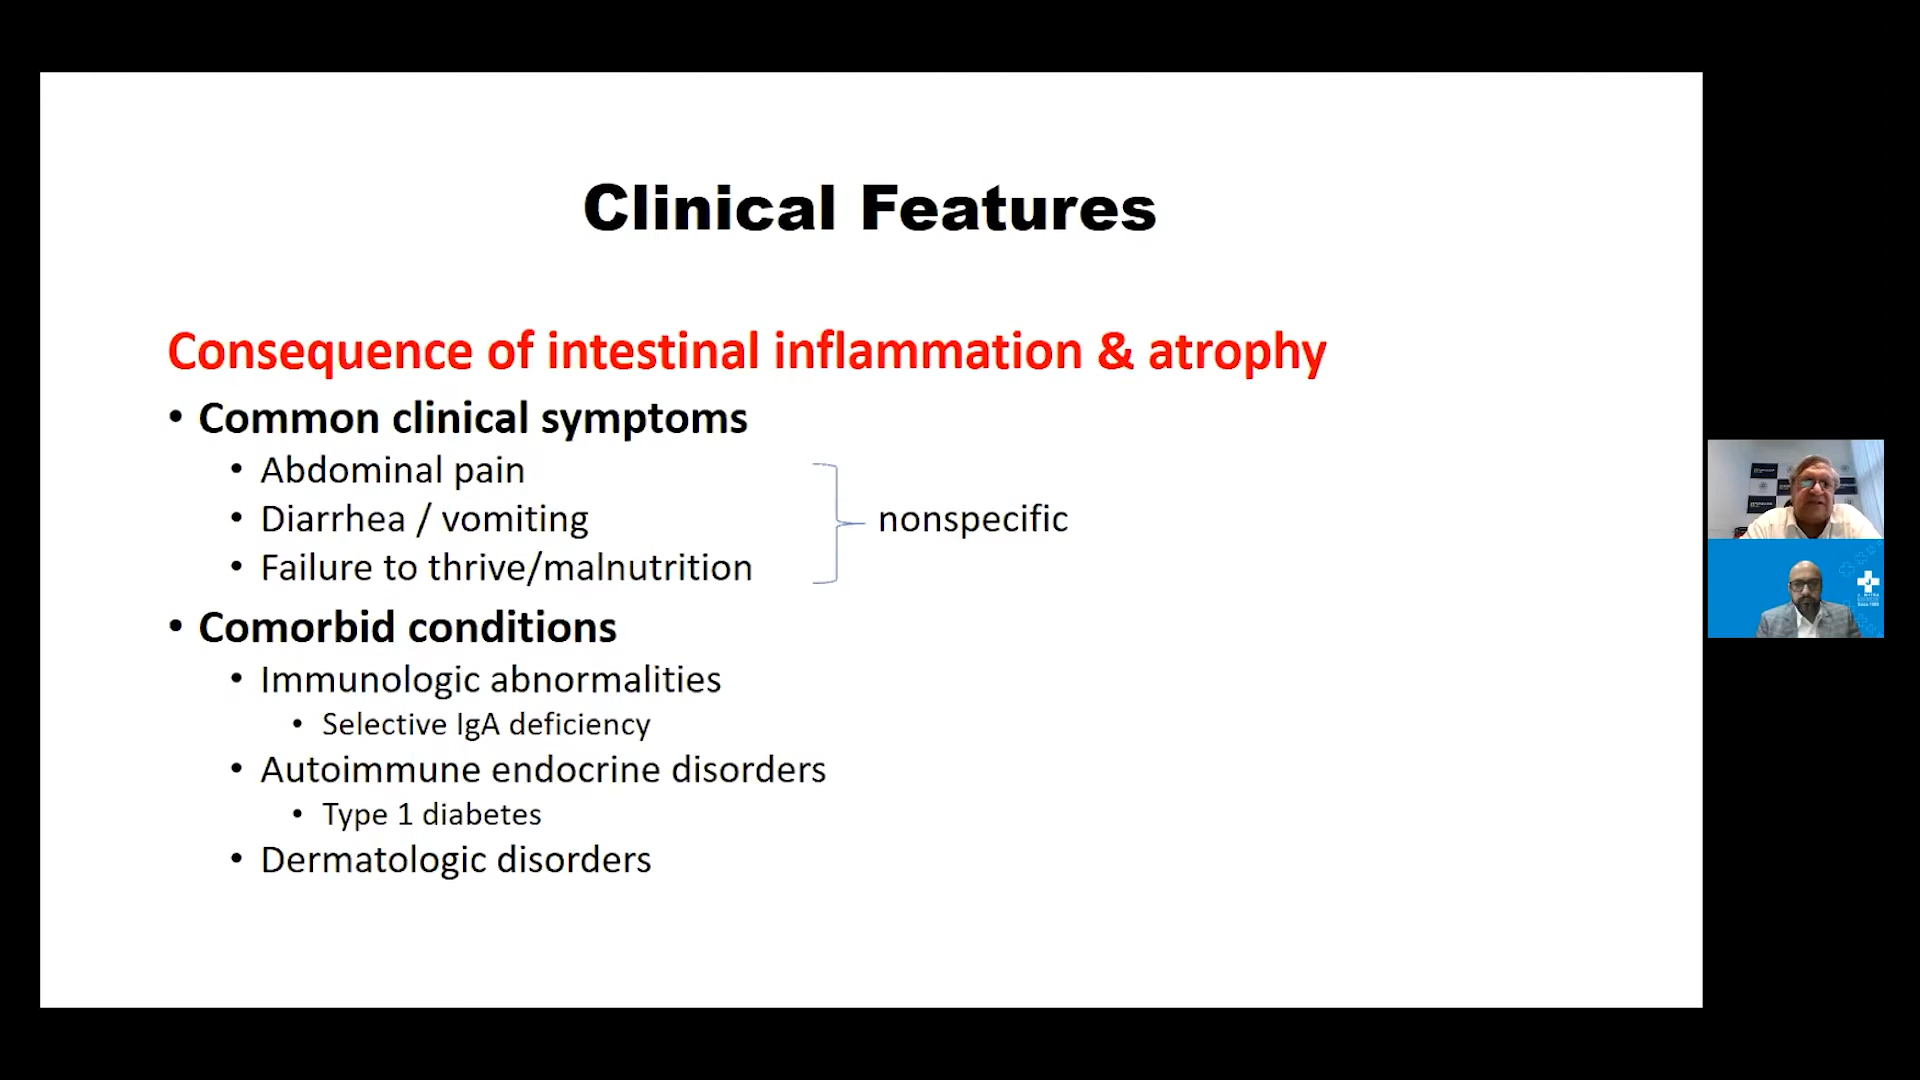 Clinical Features
Consequence of intestinal inflammation & atrophy
• Common clinical symptoms
• Abdominal pain
• Diarrhea / vomiting
• Failure to thrive/malnutrition
nonspecific
• Comorbid conditions
• Immunologic abnormalities
• Selective IgA deficiency
• Autoimmune endocrine disorders
• Type 1 diabetes
• Dermatologic disorders